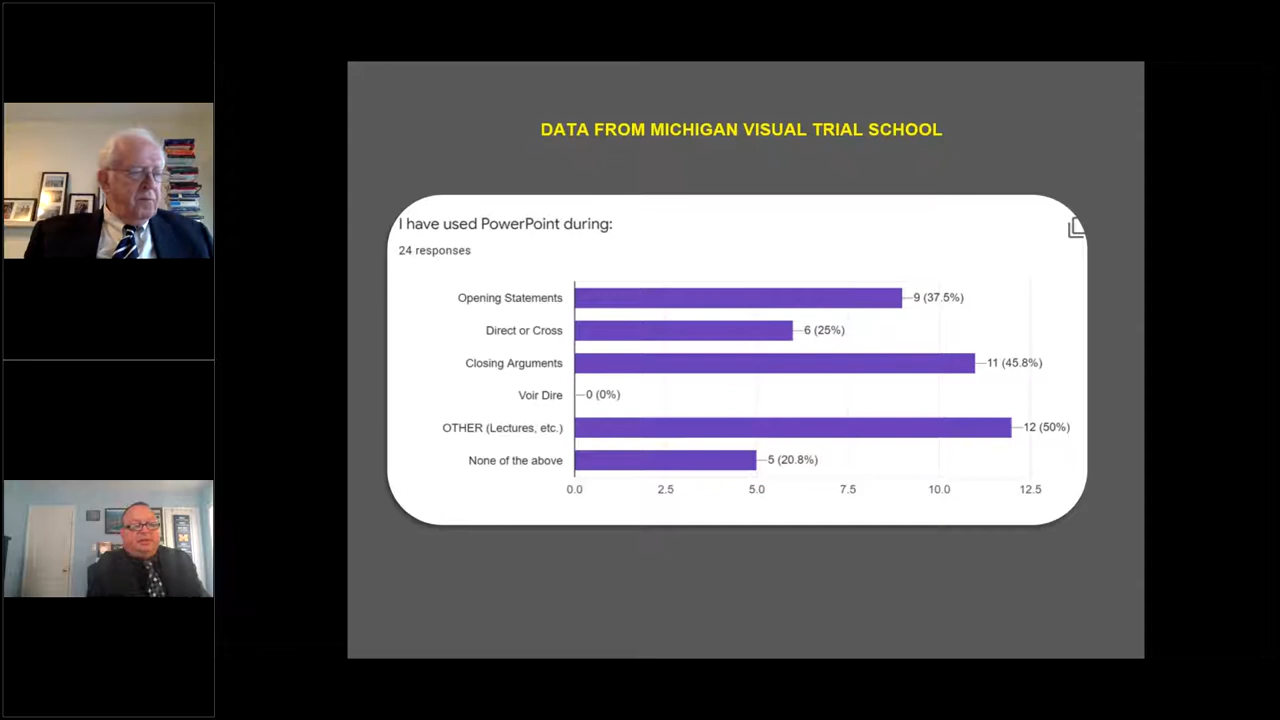 DATA FROM MICHIGAN VISUAL TRIAL SCHOOL
I have used PowerPoint during:
24 responses
Opening Statements 9 (37.5%)
Direct or Cross 6 (25%)
Closing Arguments 11 (45.8%)
Voir Dire 0 (0%)
OTHER (Lectures, etc.) 12 (50%)
None of the above 5 (20.8%)
0.0 2.5 5.0 7.5 10.0 12.5